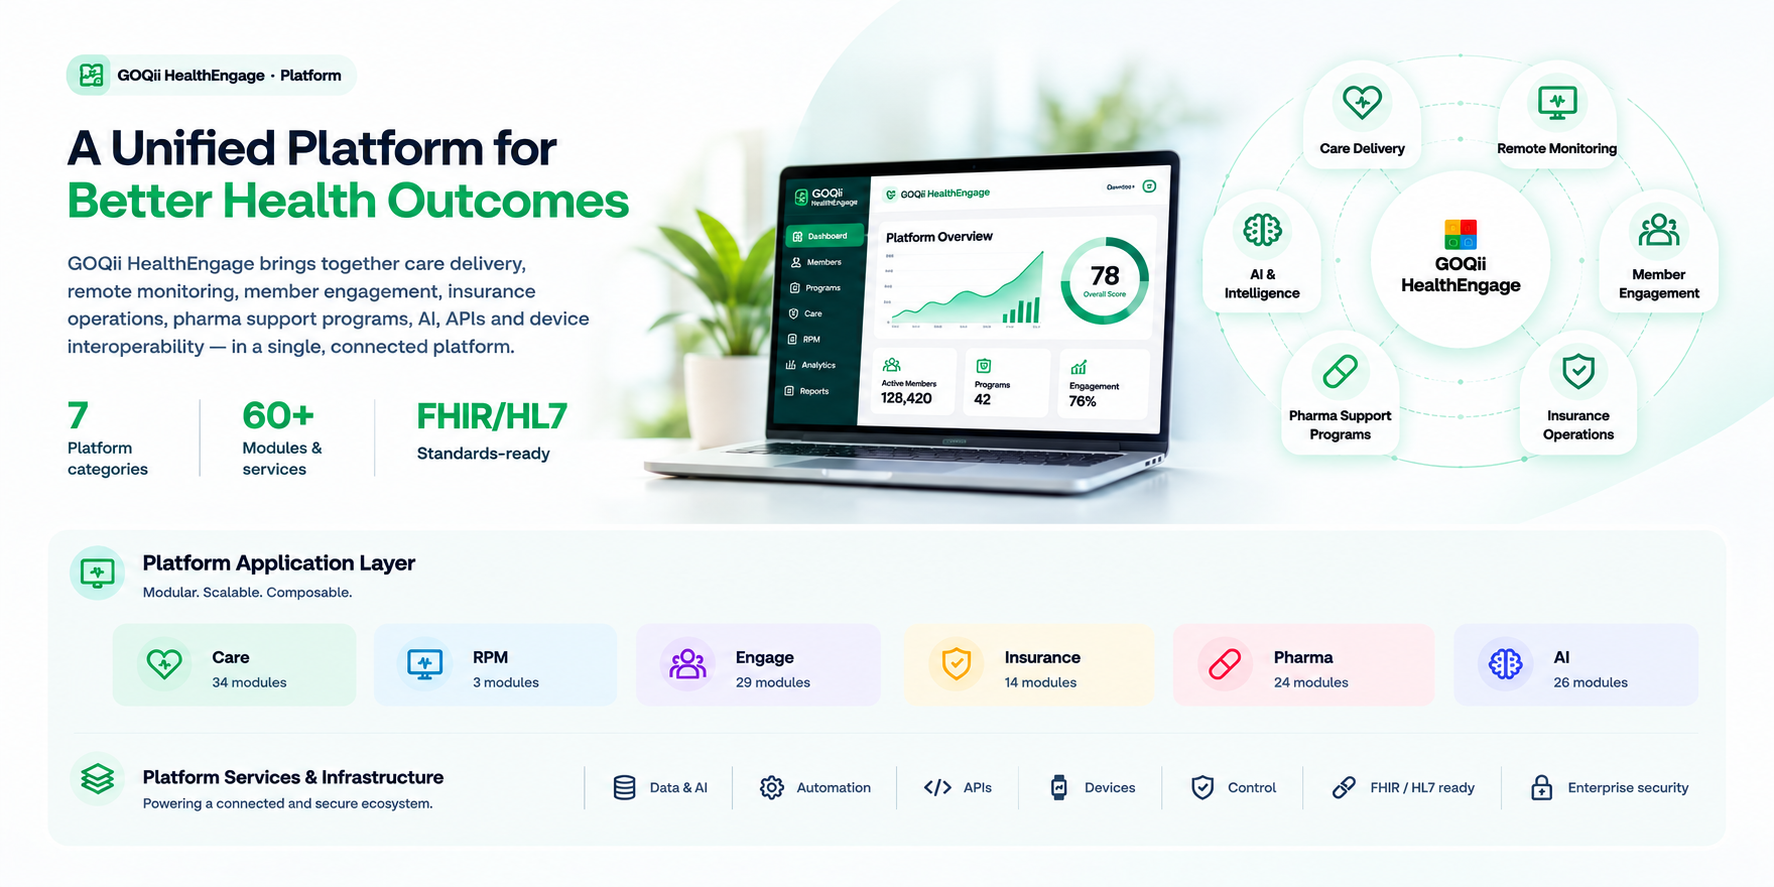 GOQii HealthEngage · Platform
A Unified Platform for
Better Health Outcomes
GOQii HealthEngage brings together care delivery,
remote monitoring, member engagement, insurance
operations, pharma support programs, AI, APIs and device
interoperability — in a single, connected platform.
7
Platform
categories
60+
Modules &
services
FHIR/HL7
Standards-ready
GOQii
HealthEngage
Dashboard
Members
Programs
Care
RPM
Analytics
Reports
GOQii HealthEngage
Platform Overview
78
Overall Score
Active Members
128,420
Programs
42
Engagement
76%
Care Delivery
Remote Monitoring
AI &
Intelligence
GOQii
HealthEngage
Member
Engagement
Pharma Support
Programs
Insurance
Operations
Platform Application Layer
Modular. Scalable. Composable.
Care
34 modules
RPM
3 modules
Engage
29 modules
Insurance
14 modules
Pharma
24 modules
AI
26 modules
Platform Services & Infrastructure
Powering a connected and secure ecosystem.
Data & AI
Automation
APIs
Devices
Control
FHIR / HL7 ready
Enterprise security